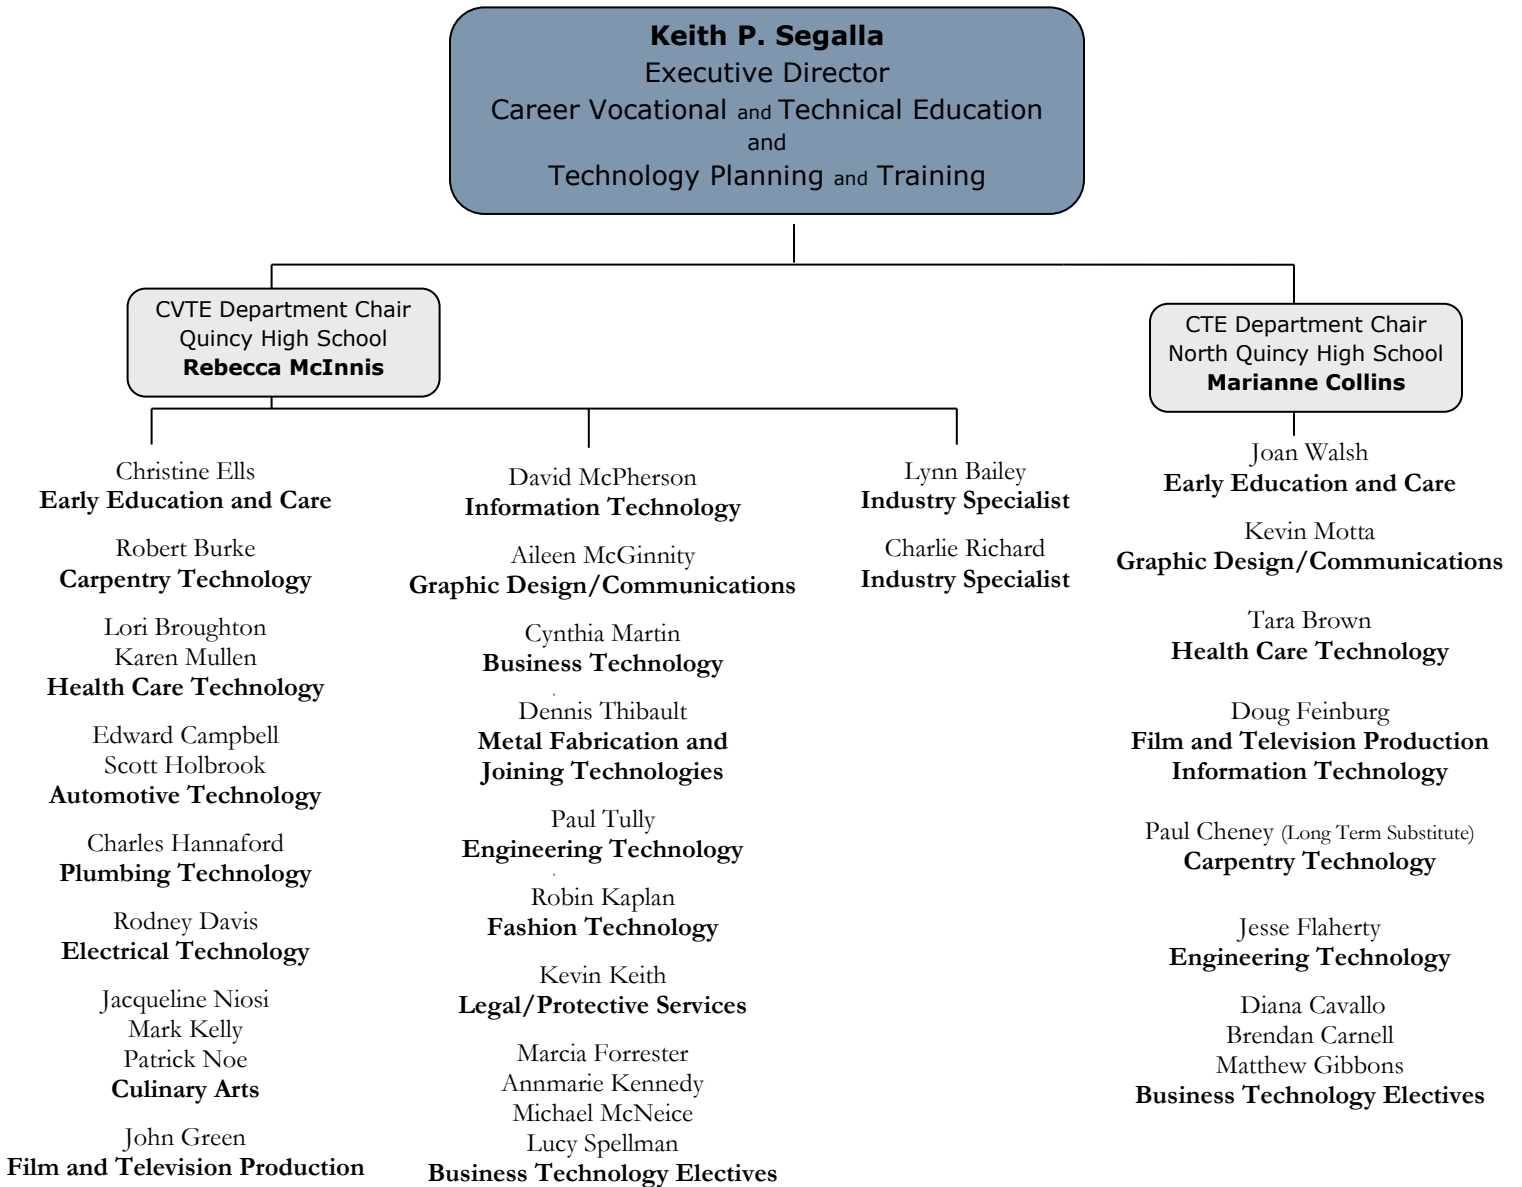 Keith P. Segalla
Executive Director
Career Vocational and Technical Education
and
Technology Planning and Training
CVTE Department Chair
Quincy High School
Rebecca McInnis
CTE Department Chair
North Quincy High School
Marianne Collins
Christine Ells
Early Education and Care
Robert Burke
Carpentry Technology
Lori Broughton
Karen Mullen
Health Care Technology
Edward Campbell
Scott Holbrook
Automotive Technology
Charles Hannaford
Plumbing Technology
Rodney Davis
Electrical Technology
Jacqueline Niosi
Mark Kelly
Patrick Noe
Culinary Arts
John Green
Film and Television Production
David McPherson
Information Technology
Aileen McGinnity
Graphic Design/Communications
Cynthia Martin
Business Technology
Dennis Thibault
Metal Fabrication and
Joining Technologies
Paul Tully
Engineering Technology
Robin Kaplan
Fashion Technology
Kevin Keith
Legal/Protective Services
Marcia Forrester
Annmarie Kennedy
Michael McNeice
Lucy Spellman
Business Technology Electives
Lynn Bailey
Industry Specialist
Charlie Richard
Industry Specialist
Joan Walsh
Early Education and Care
Kevin Motta
Graphic Design/Communications
Tara Brown
Health Care Technology
Doug Feinburg
Film and Television Production
Information Technology
Paul Cheney (Long Term Substitute)
Carpentry Technology
Jesse Flaherty
Engineering Technology
Diana Cavallo
Brendan Carnell
Matthew Gibbons
Business Technology Electives